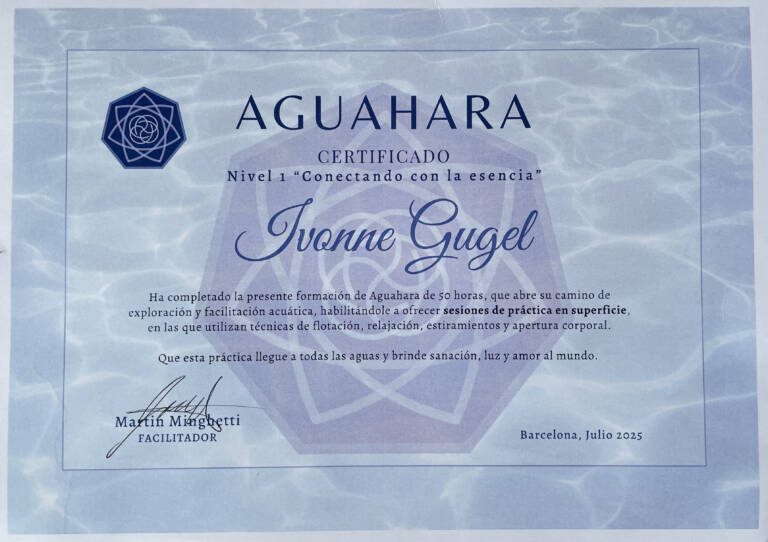 AGUAHARA
CERTIFICADO
Nivel 1 “Conectando con la esencia”
Ivonne Gugel
Ha completado la presente formación de Aguahara de 50 horas, que abre su camino de
exploración y facilitación acuática, habilitándole a ofrecer sesiones de práctica en superficie,
en las que utilizan técnicas de flotación, relajación, estiramientos y apertura corporal.
Que esta práctica llegue a todas las aguas y brinde sanación, luz y amor al mundo.
Martin Minghetti
FACILITADOR
Barcelona, Julio 2025